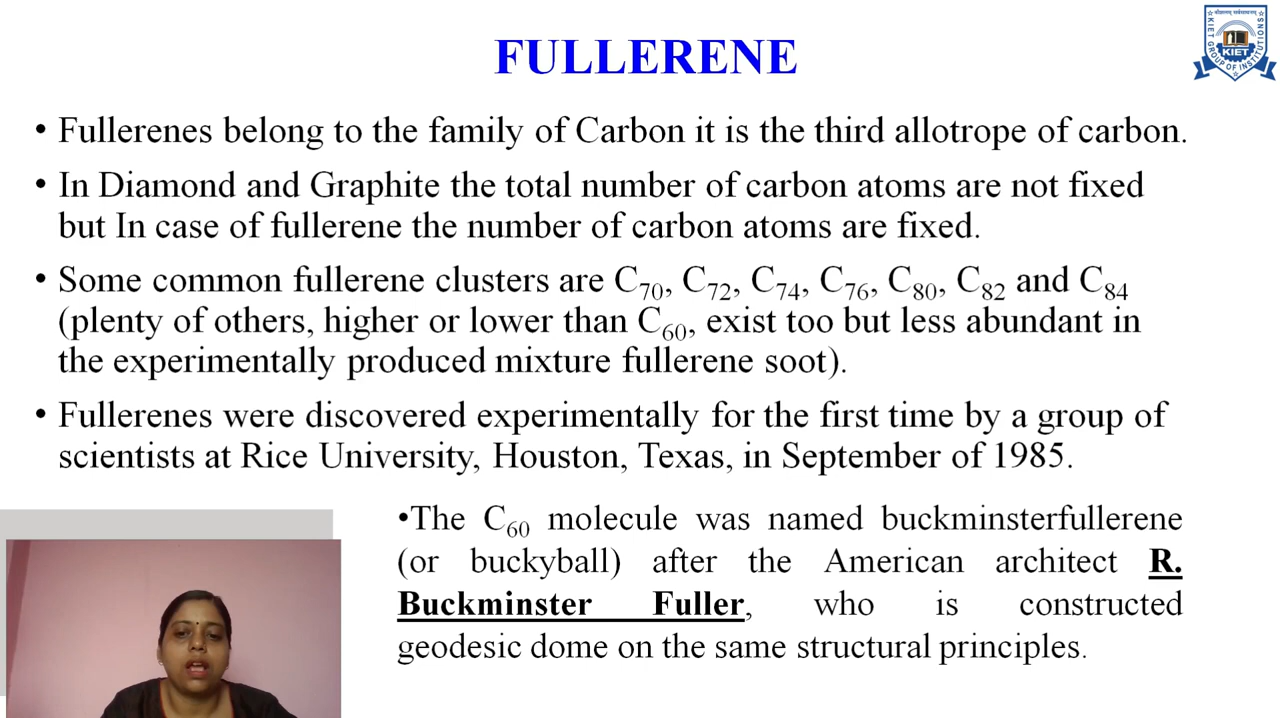 FULLERENE
KIET
KIET GROUP OF INSTITUTIONS
• Fullerenes belong to the family of Carbon it is the third allotrope of carbon.
• In Diamond and Graphite the total number of carbon atoms are not fixed
but In case of fullerene the number of carbon atoms are fixed.
• Some common fullerene clusters are C₇₀, C₇₂, C₇₄, C₇₆, C₈₀, C₈₂ and C₈₄
(plenty of others, higher or lower than C₆₀, exist too but less abundant in
the experimentally produced mixture fullerene soot).
• Fullerenes were discovered experimentally for the first time by a group of
scientists at Rice University, Houston, Texas, in September of 1985.
•The C₆₀ molecule was named buckminsterfullerene
(or buckyball) after the American architect R.
Buckminster Fuller, who is constructed
geodesic dome on the same structural principles.